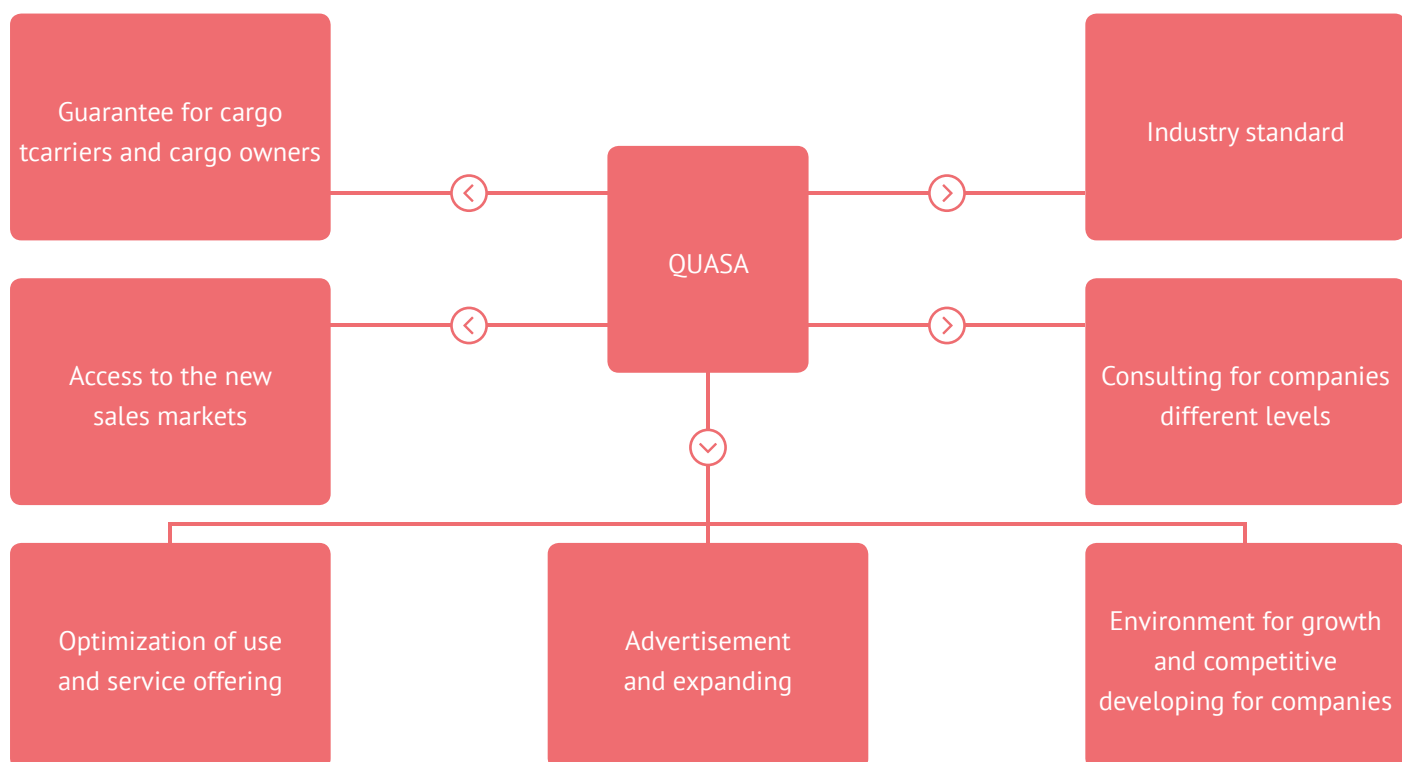 Guarantee for cargo
tcarriers and cargo owners
Industry standard
QUASA
Access to the new
sales markets
Consulting for companies
different levels
Optimization of use
and service offering
Advertisement
and expanding
Environment for growth
and competitive
developing for companies